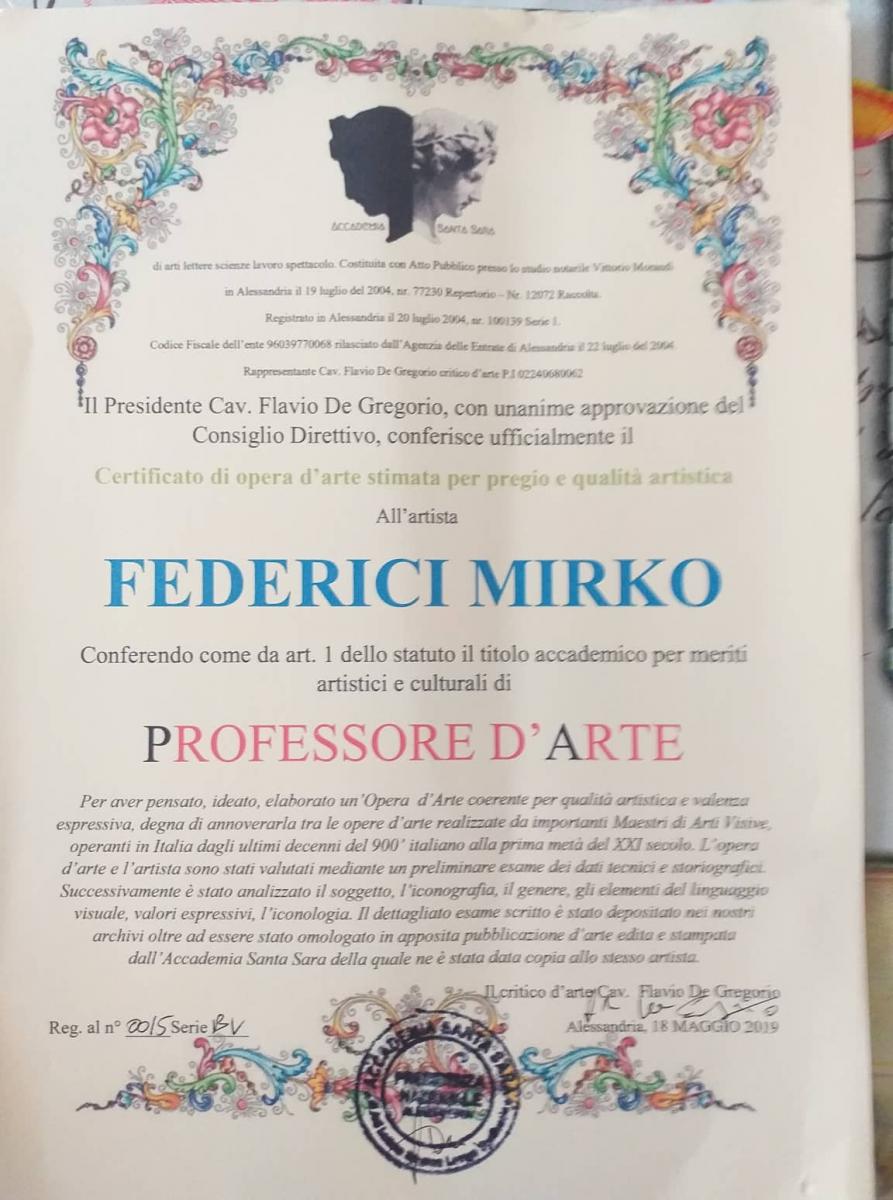 ACCADEMIA SANTA SARA
di arti lettere scienze lavoro spettacolo. Costituita con Atto Pubblico presso lo studio notarile Vittorio Morandi
in Alessandria il 19 luglio del 2004, nr. 77230 Repertorio – Nr. 12072 Raccolta.
Registrato in Alessandria il 20 luglio 2004, nr. 100139 Serie 1.
Codice Fiscale dell'ente 96039770068 rilasciato dall'Agenzia delle Entrate di Alessandria il 22 luglio del 2004
Rappresentante Cav. Flavio De Gregorio critico d'arte P.I 02240680062
Il Presidente Cav. Flavio De Gregorio, con unanime approvazione del
Consiglio Direttivo, conferisce ufficialmente il
Certificato di opera d'arte stimata per pregio e qualità artistica
All'artista
FEDERICI MIRKO
Conferendo come da art. 1 dello statuto il titolo accademico per meriti
artistici e culturali di
PROFESSORE D'ARTE
Per aver pensato, ideato, elaborato un'Opera d'Arte coerente per qualità artistica e valenza
espressiva, degna di annoverarla tra le opere d'arte realizzate da importanti Maestri di Arti Visive,
operanti in Italia dagli ultimi decenni del 900' italiano alla prima metà del XXI secolo. L'opera
d'arte e l'artista sono stati valutati mediante un preliminare esame dei dati tecnici e storiografici.
Successivamente è stato analizzato il soggetto, l'iconografia, il genere, gli elementi del linguaggio
visuale, valori espressivi, l'iconologia. Il dettagliato esame scritto è stato depositato nei nostri
archivi oltre ad essere stato omologato in apposita pubblicazione d'arte edita e stampata
dall'Accademia Santa Sara della quale ne è stata data copia allo stesso artista.
Il critico d'arte Cav. Flavio De Gregorio
Reg. al n° 0015 Serie BV
Alessandria, 18 MAGGIO 2019
ACCADEMIA SANTA SARA
PRESIDENZA
NAZIONALE